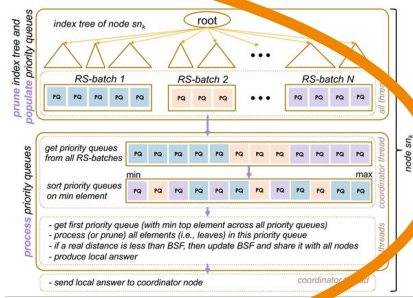 index tree of node sn_k
root
prune index tree and
populate priority queues
RS-batch 1
RS-batch 2
•••
RS-batch N
PQ PQ PQ PQ PQ
PQ PQ PQ
•••
PQ PQ PQ PQ
all
get priority queues
from all RS-batches
PQ PQ PQ PQ PQ PQ PQ PQ PQ PQ PQ PQ
min
max
sort priority queues
on min element
PQ PQ PQ PQ PQ PQ PQ PQ PQ PQ PQ PQ
coordinator thread
process priority queues
- get first priority queue (with min top element across all priority queues)
- process (or prune) all elements (i.e., leaves) in this priority queue
- if a real distance is less than BSF, then update BSF and share it with all nodes
- produce local answer
threads
- send local answer to coordinator node
coordinator
node sn_k